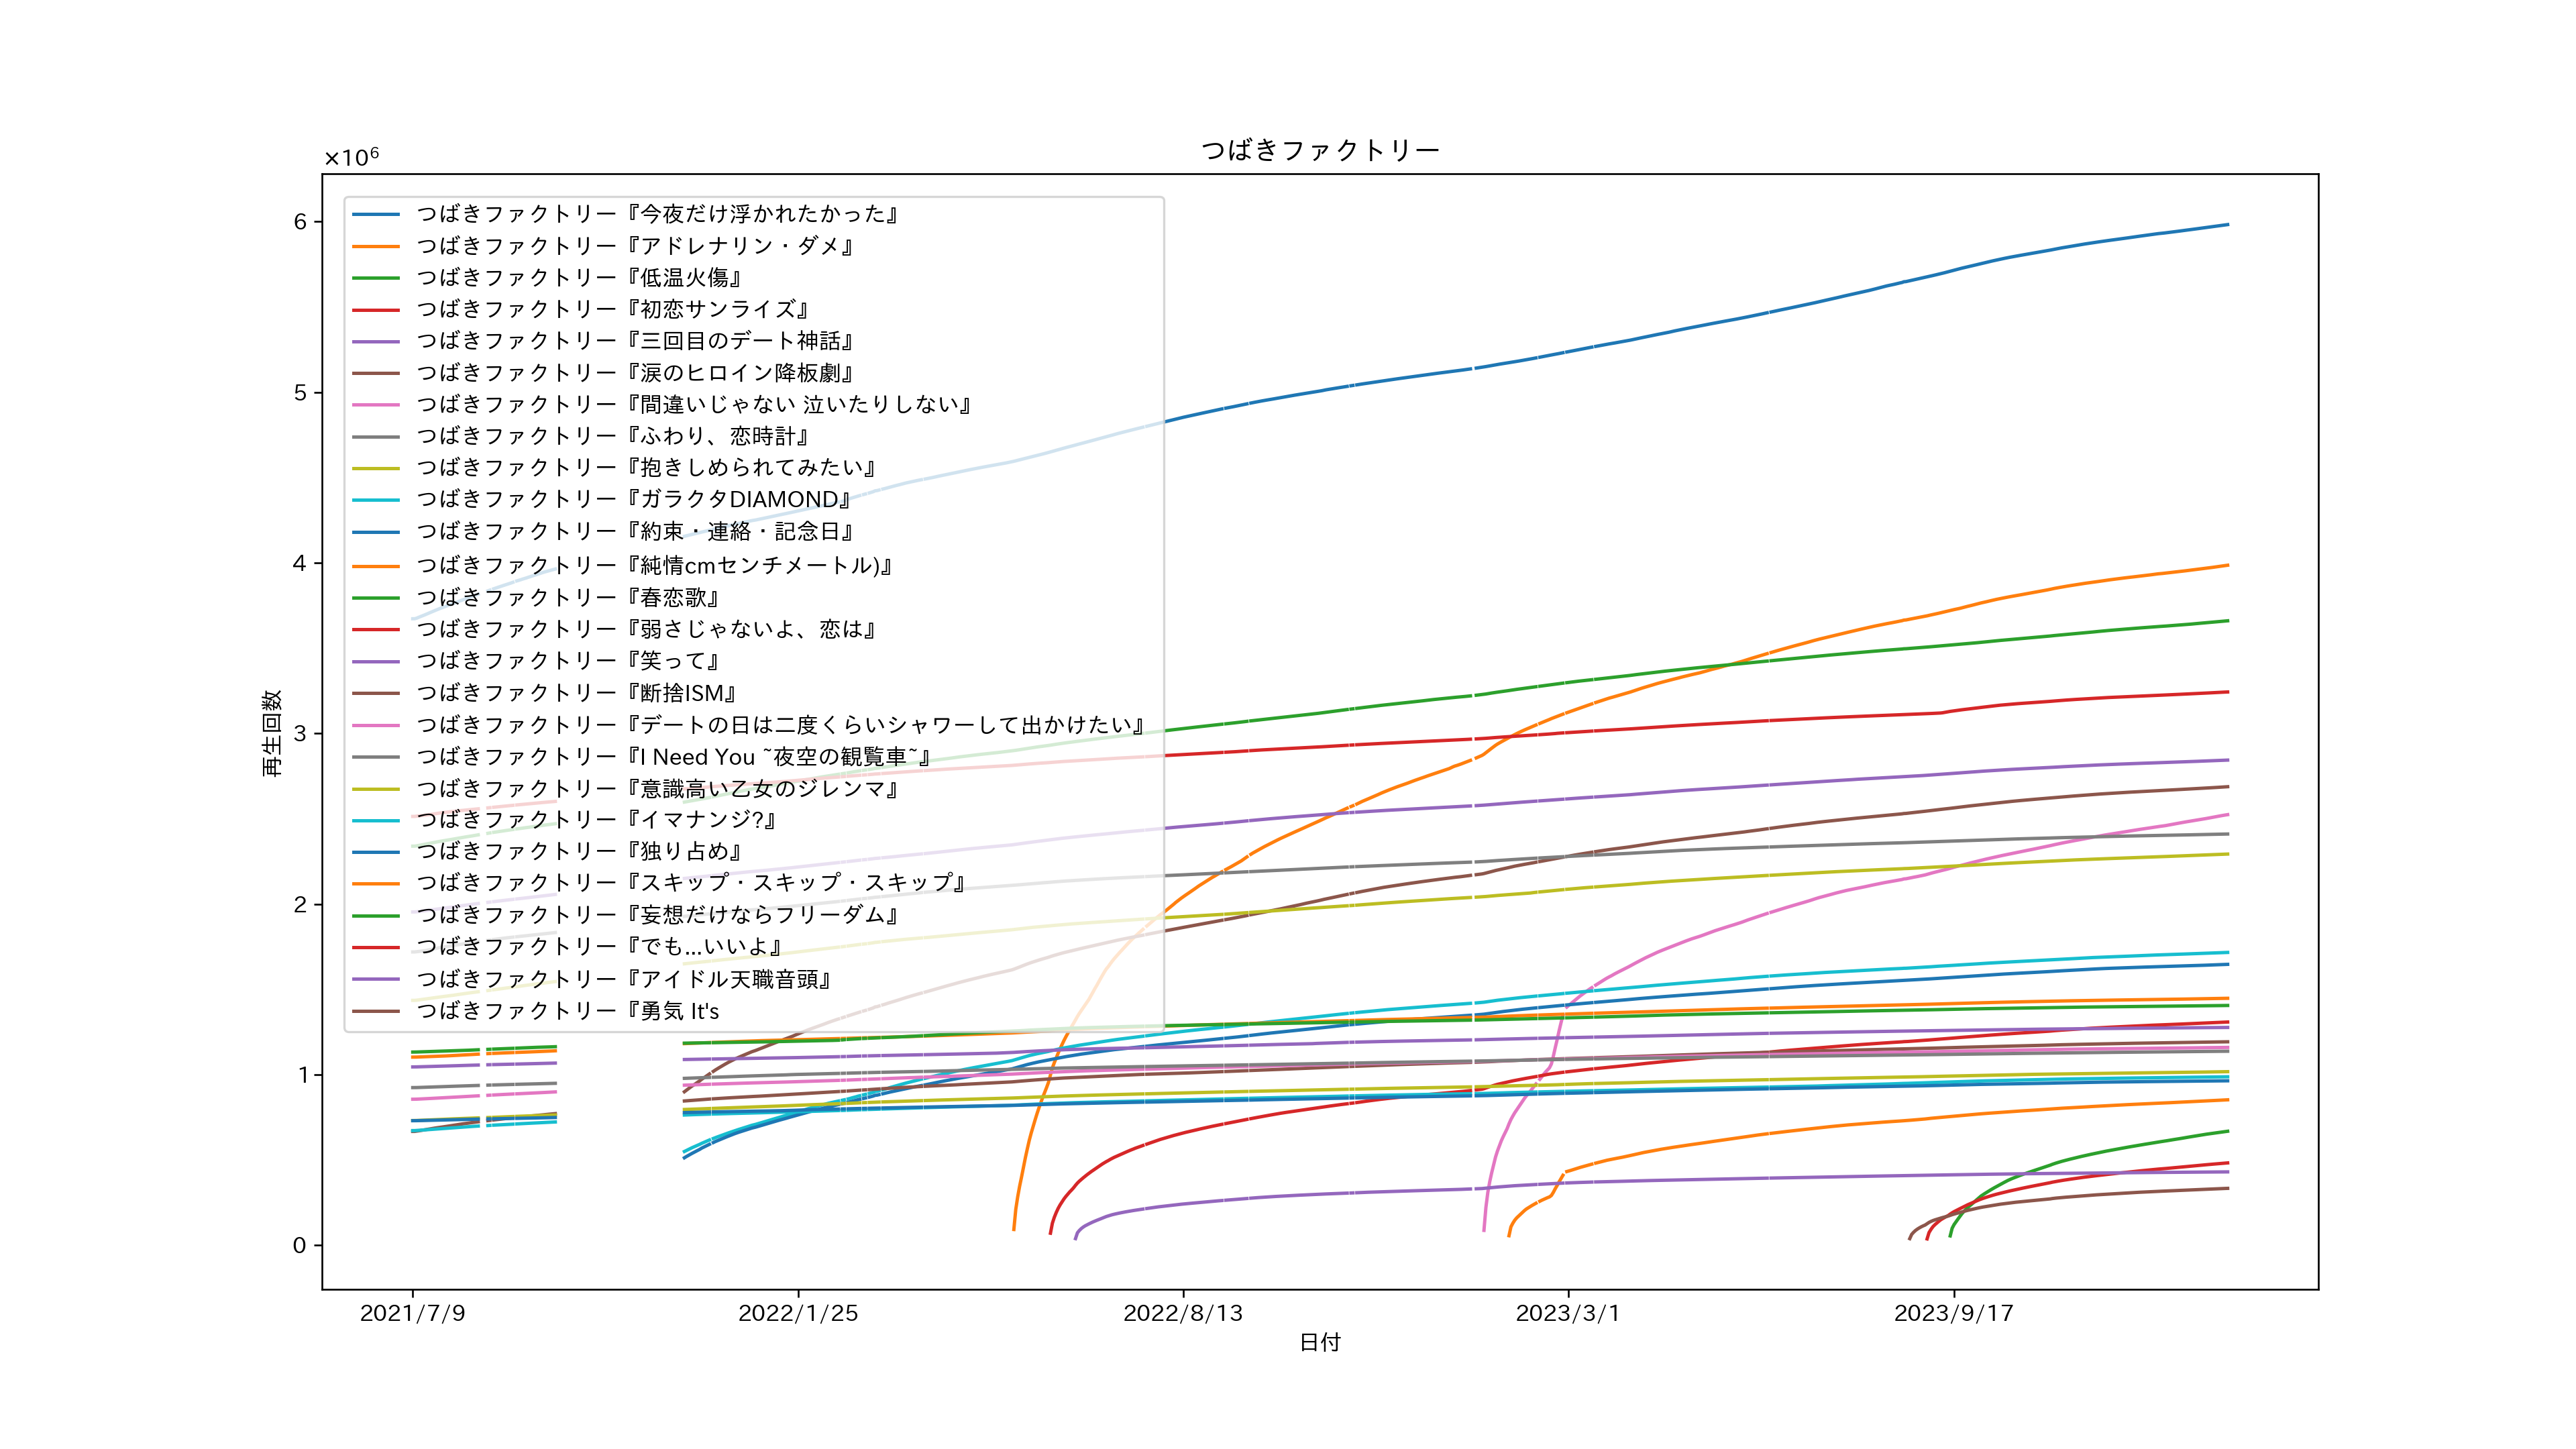 つばきファクトリー
×10⁶
つばきファクトリー『今夜だけ浮かれたかった』
つばきファクトリー『アドレナリン・ダメ』
つばきファクトリー『低温火傷』
つばきファクトリー『初恋サンライズ』
つばきファクトリー『三回目のデート神話』
つばきファクトリー『涙のヒロイン降板劇』
つばきファクトリー『間違いじゃない 泣いたりしない』
つばきファクトリー『ふわり、恋時計』
つばきファクトリー『抱きしめられてみたい』
つばきファクトリー『ガラクタDIAMOND』
つばきファクトリー『約束・連絡・記念日』
つばきファクトリー『純情cmセンチメートル)』
つばきファクトリー『春恋歌』
つばきファクトリー『弱さじゃないよ、恋は』
つばきファクトリー『笑って』
つばきファクトリー『断捨ISM』
つばきファクトリー『デートの日は二度くらいシャワーして出かけたい』
つばきファクトリー『I Need You ~夜空の観覧車~』
つばきファクトリー『意識高い乙女のジレンマ』
つばきファクトリー『イマナンジ?』
つばきファクトリー『独り占め』
つばきファクトリー『スキップ・スキップ・スキップ』
つばきファクトリー『妄想だけならフリーダム』
つばきファクトリー『でも...いいよ』
つばきファクトリー『アイドル天職音頭』
つばきファクトリー『勇気 It's
再生回数
6
5
4
3
2
1
0
2021/7/9
2022/1/25
2022/8/13
2023/3/1
2023/9/17
日付